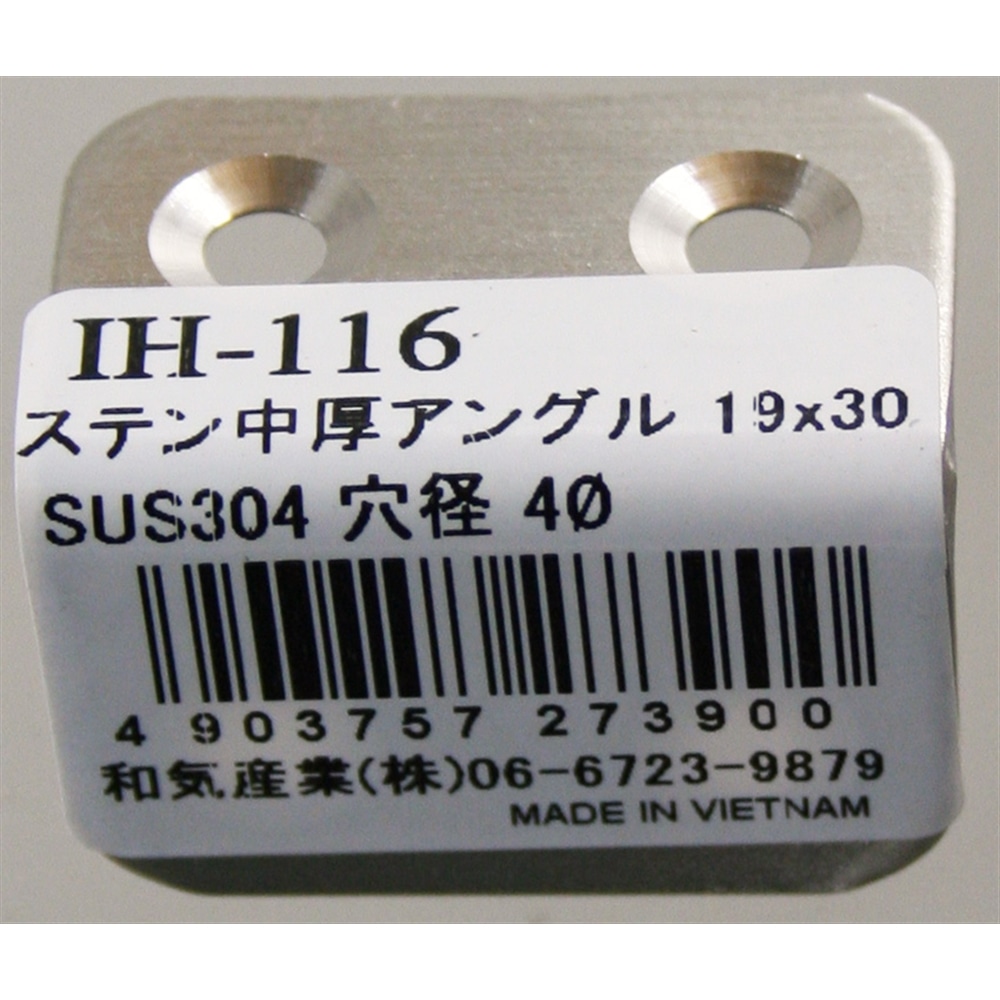 IH-116
ステン中厚アングル 19x30
SUS304 穴径 4Ø
4 903757 273900
和気産業(株)06-6723-9879
MADE IN VIETNAM